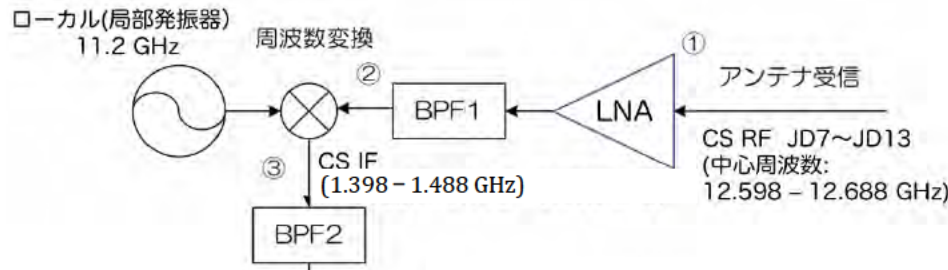 ローカル(局部発振器)
11.2 GHz
周波数変換
①
②
アンテナ受信
BPF1
LNA
③
CS IF
(1.398 – 1.488 GHz)
CS RF JD7～JD13
(中心周波数:
12.598 – 12.688 GHz)
BPF2